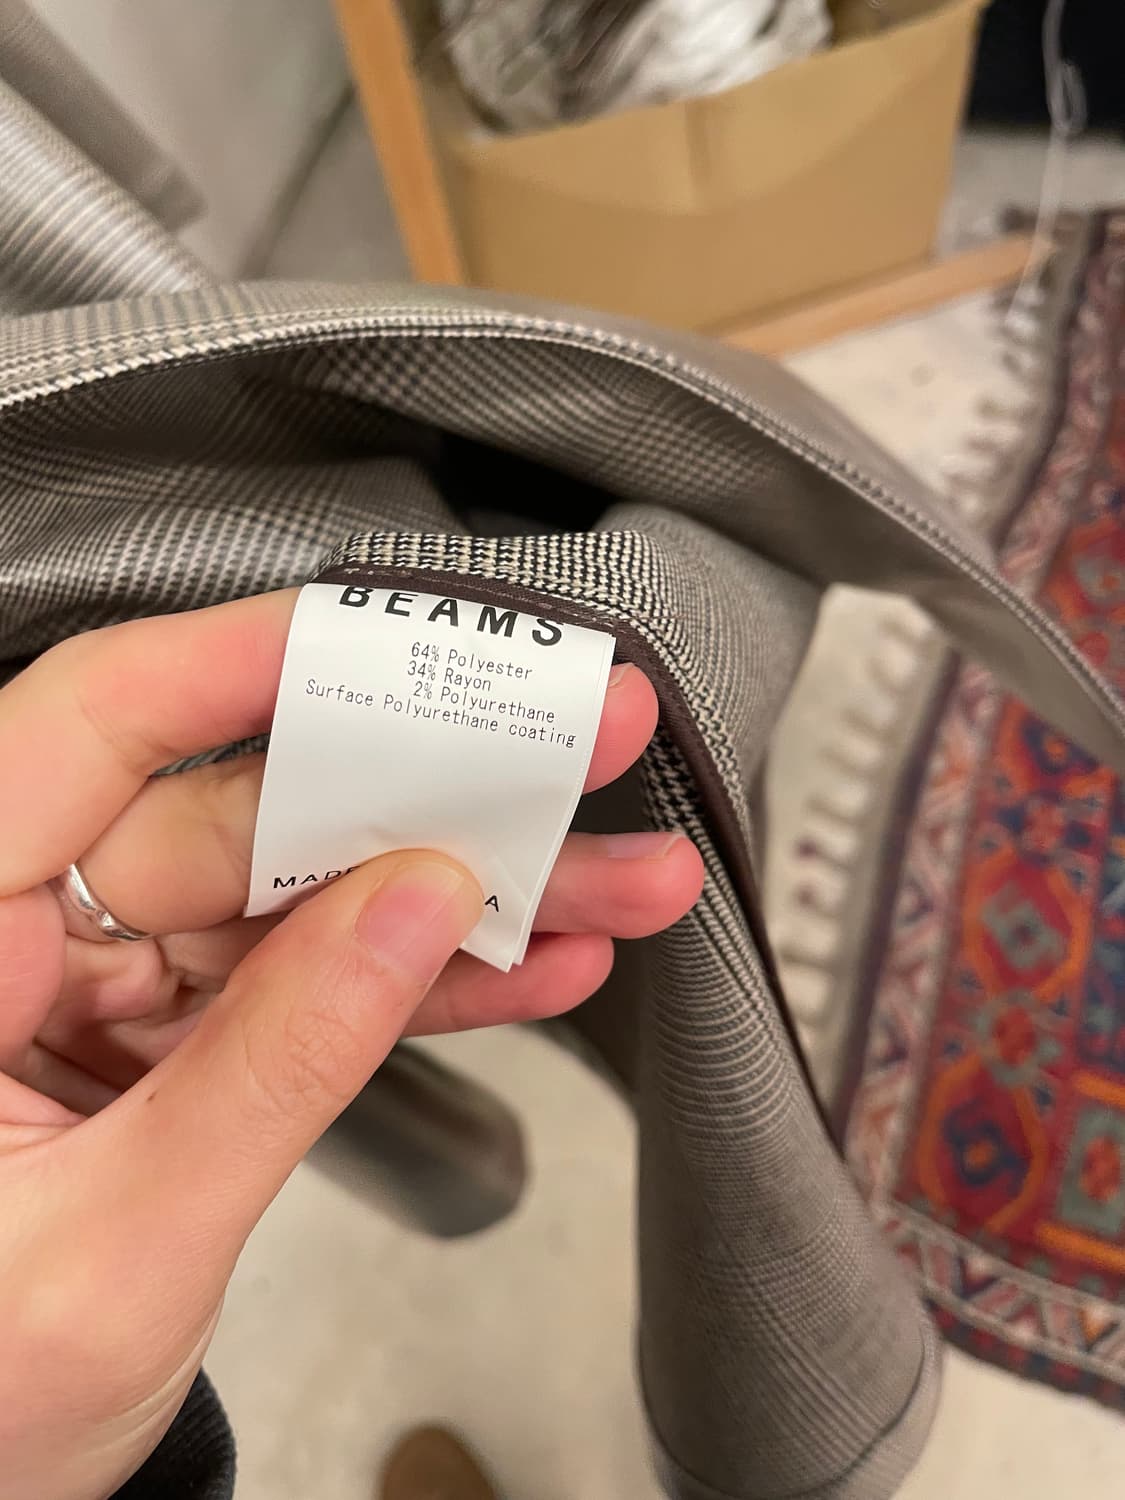 BEAMS
64% Polyester
34% Rayon
2% Polyurethane
Surface Polyurethane coating